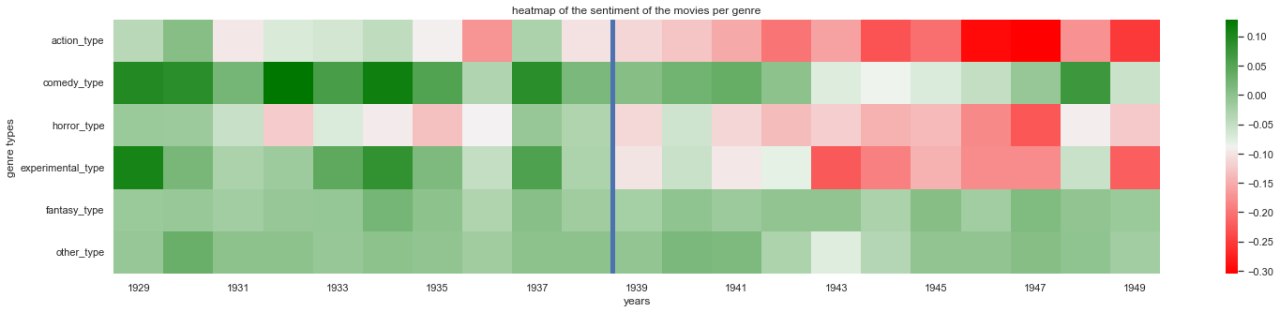 heatmap of the sentiment of the movies per genre
genre types
action_type
comedy_type
horror_type
experimental_type
fantasy_type
other_type
1929 1931 1933 1935 1937 1939 1941 1943 1945 1947 1949
years
0.10
0.05
0.00
−0.05
−0.10
−0.15
−0.20
−0.25
−0.30